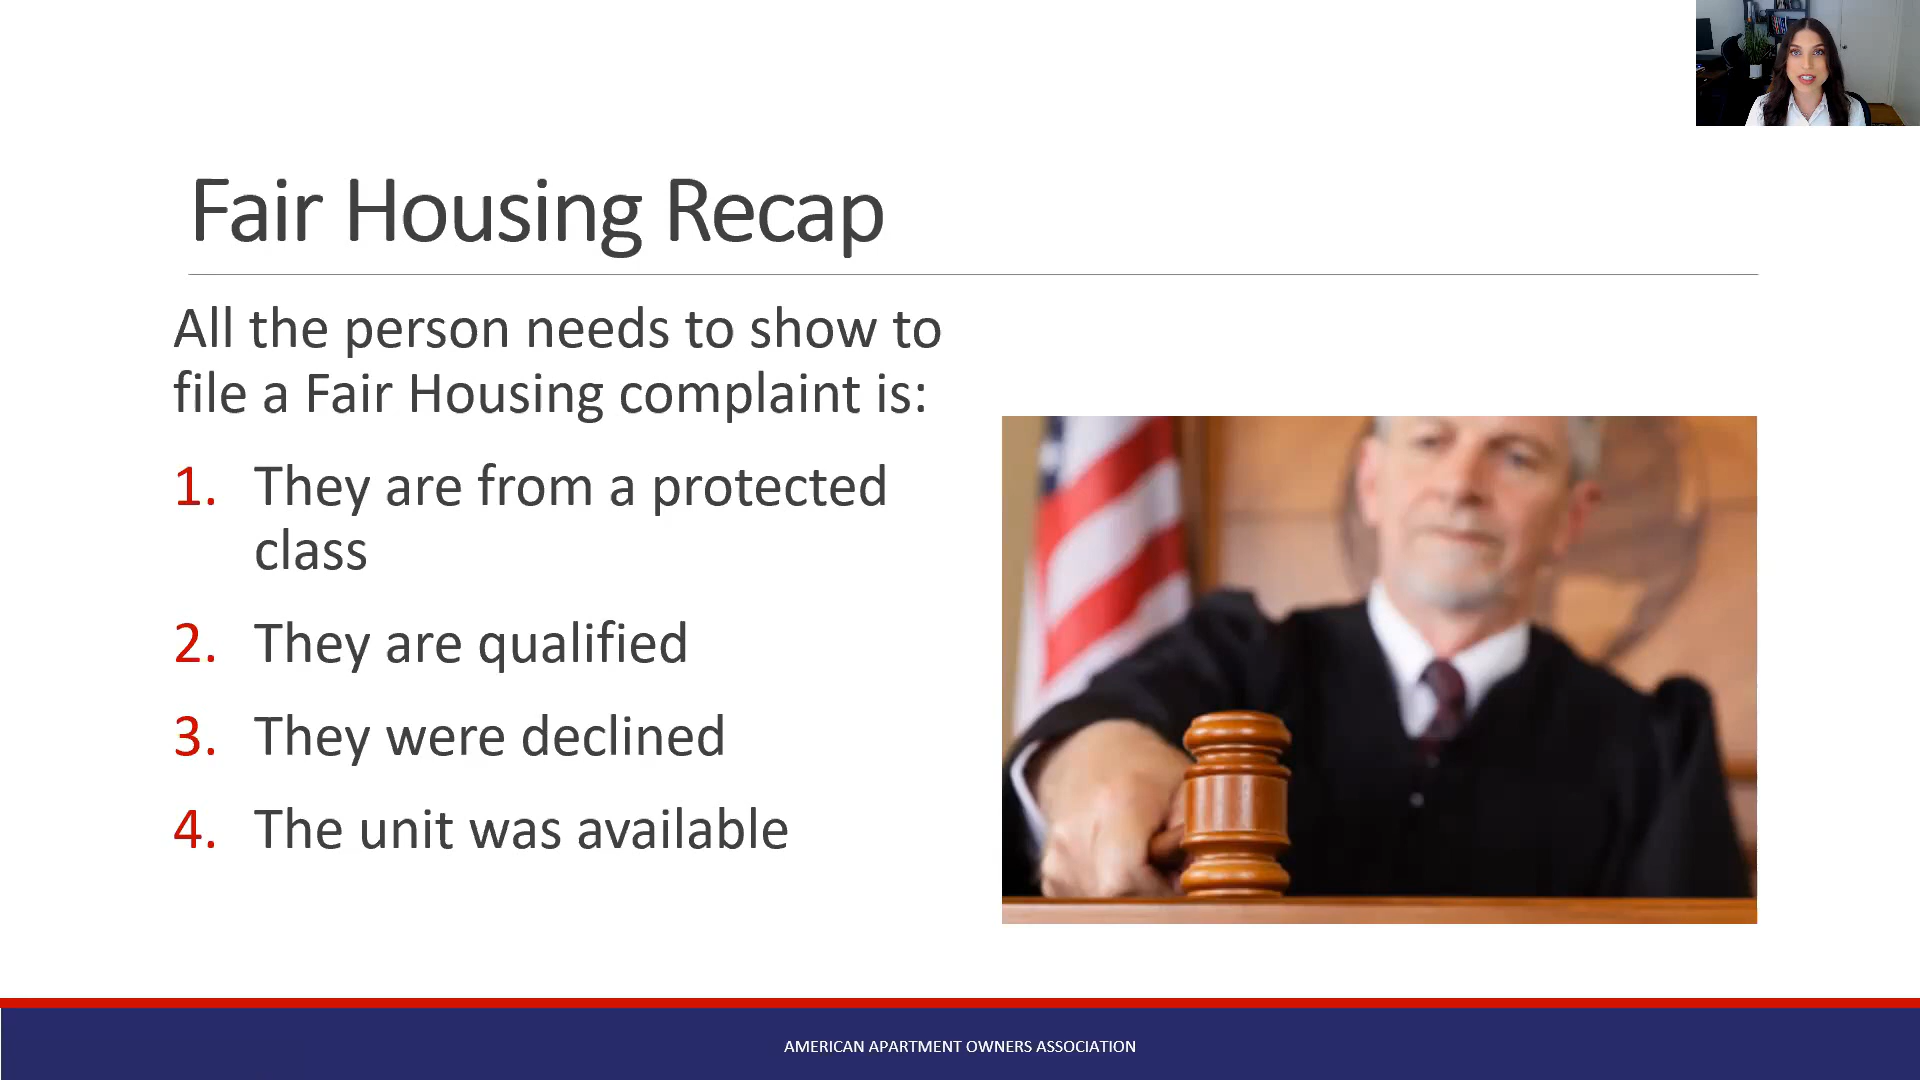 Fair Housing Recap
All the person needs to show to
file a Fair Housing complaint is:
1. They are from a protected
class
2. They are qualified
3. They were declined
4. The unit was available
AMERICAN APARTMENT OWNERS ASSOCIATION